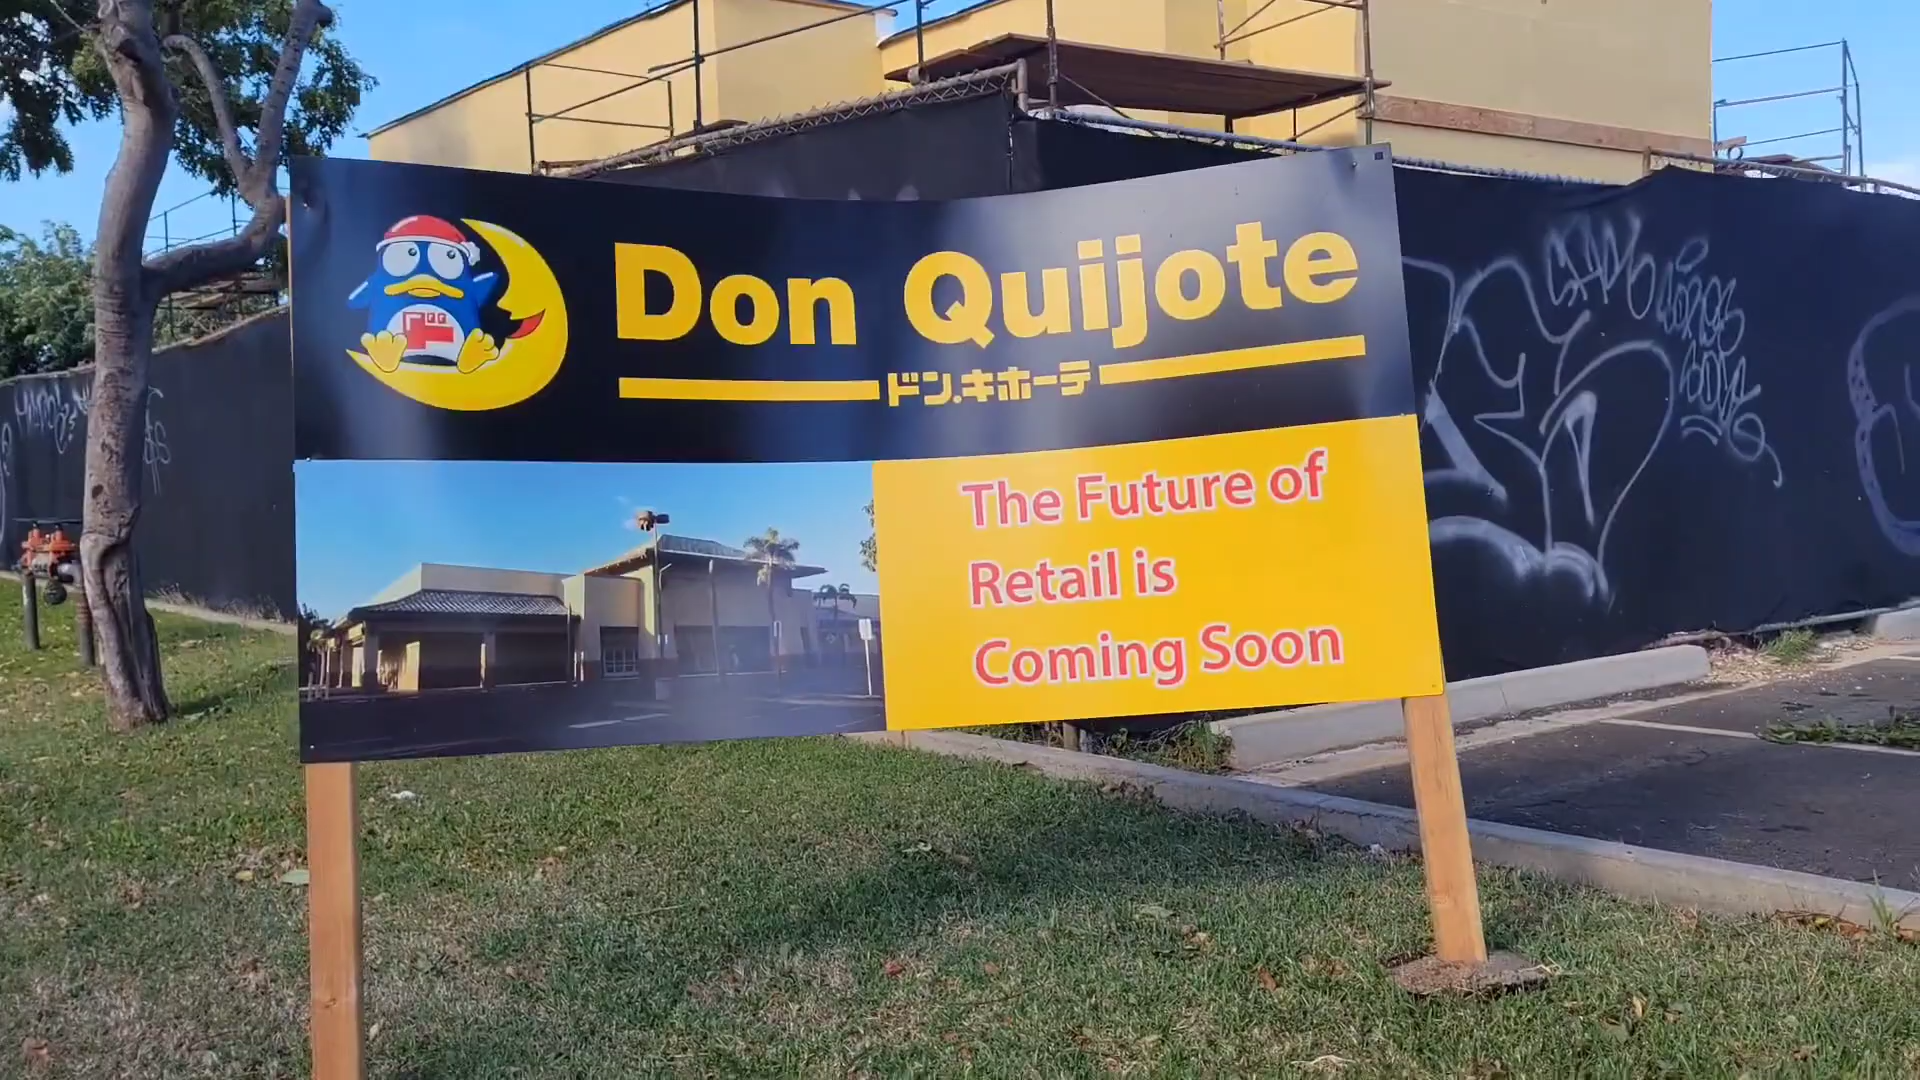 Don Quijote
ドン.キホーテ
The Future of
Retail is
Coming Soon